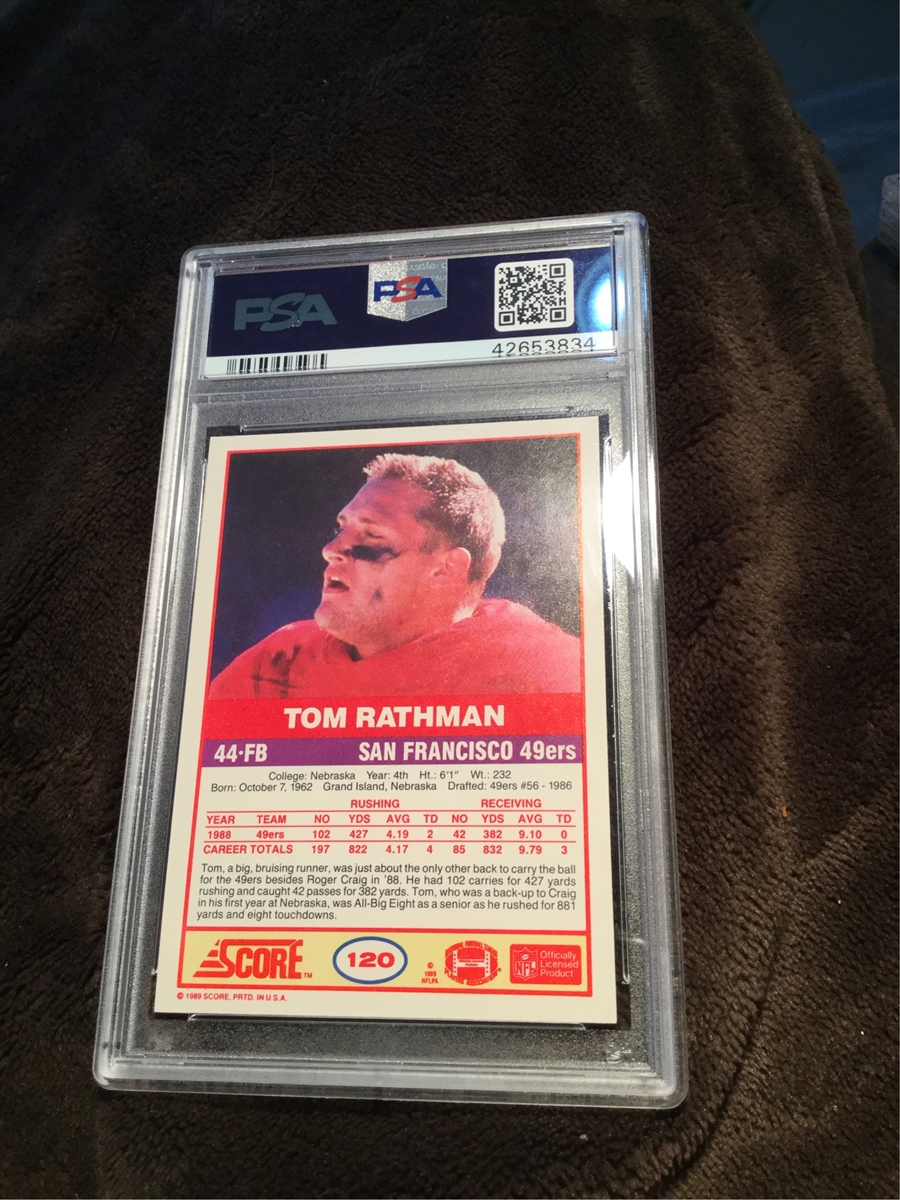 PSA
PSA
42653834
TOM RATHMAN
44·FB SAN FRANCISCO 49ers
College: Nebraska Year: 4th Ht.: 6'1" Wt.: 232
Born: October 7, 1962 Grand Island, Nebraska Drafted: 49ers #56 - 1986
RUSHING RECEIVING
YEAR TEAM NO YDS AVG TD NO YDS AVG TD
1988 49ers 102 427 4.19 2 42 382 9.10 0
CAREER TOTALS 197 822 4.17 4 85 832 9.79 3
Tom, a big, bruising runner, was just about the only other back to carry the ball
for the 49ers besides Roger Craig in '88. He had 102 carries for 427 yards
rushing and caught 42 passes for 382 yards. Tom, who was a back-up to Craig
in his first year at Nebraska, was All-Big Eight as a senior as he rushed for 881
yards and eight touchdowns.
SCORE™
120
©
1989
NFLPA
NFL
Officially
Licensed
Product
© 1989 SCORE, PRTD. IN U.S.A.